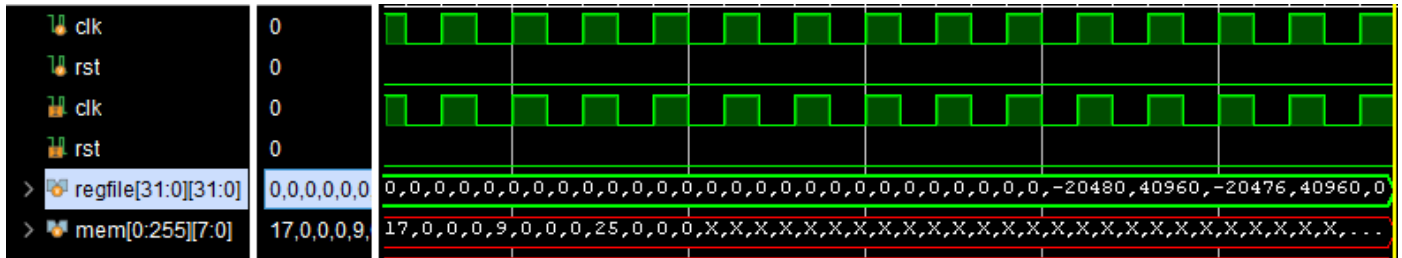 clk 0
rst 0
clk 0
rst 0
regfile[31:0][31:0] 0,0,0,0,0,0 0,0,0,0,0,0,0,0,0,0,0,0,0,0,0,0,0,0,0,0,0,0,0,0,0,0,0,-20480,40960,-20476,40960,0
mem[0:255][7:0] 17,0,0,0,9, 17,0,0,0,9,0,0,0,25,0,0,0,X,X,X,X,X,X,X,X,X,X,X,X,X,X,X,X,X,X,X,X,X,X,X,X,X,X,...